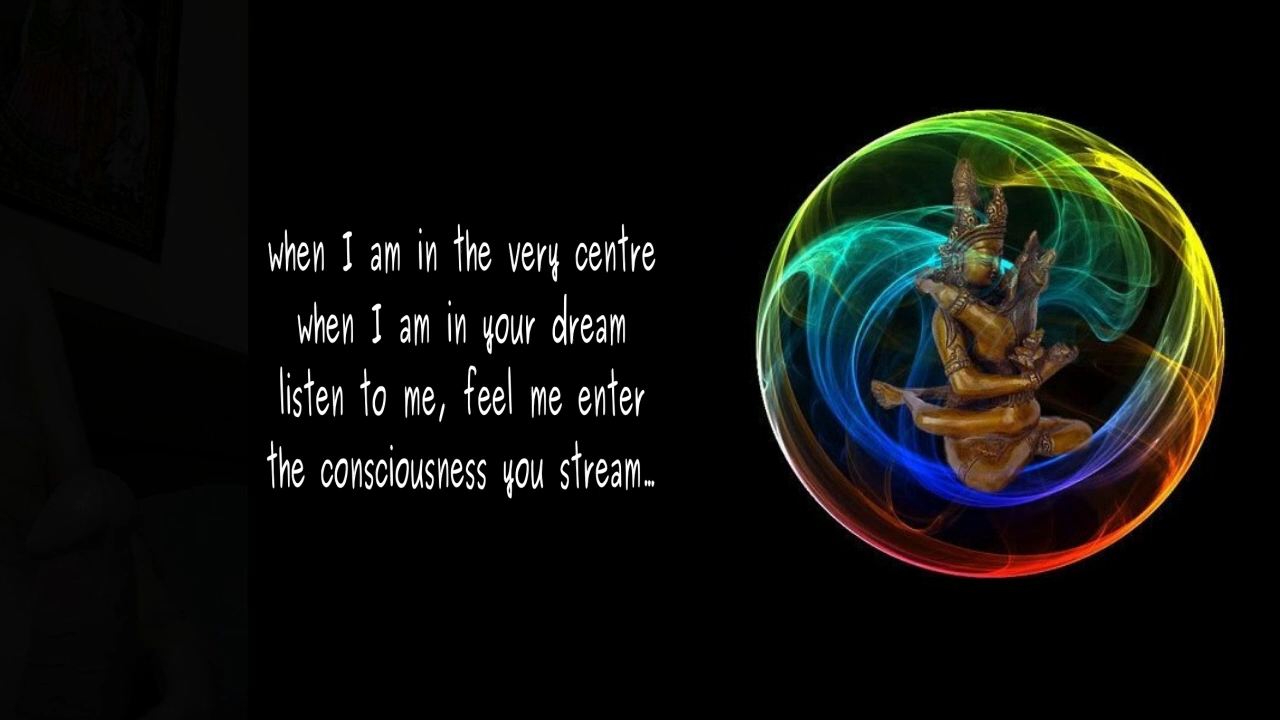 when I am in the very centre
when I am in your dream
listen to me, feel me enter
the consciousness you stream...